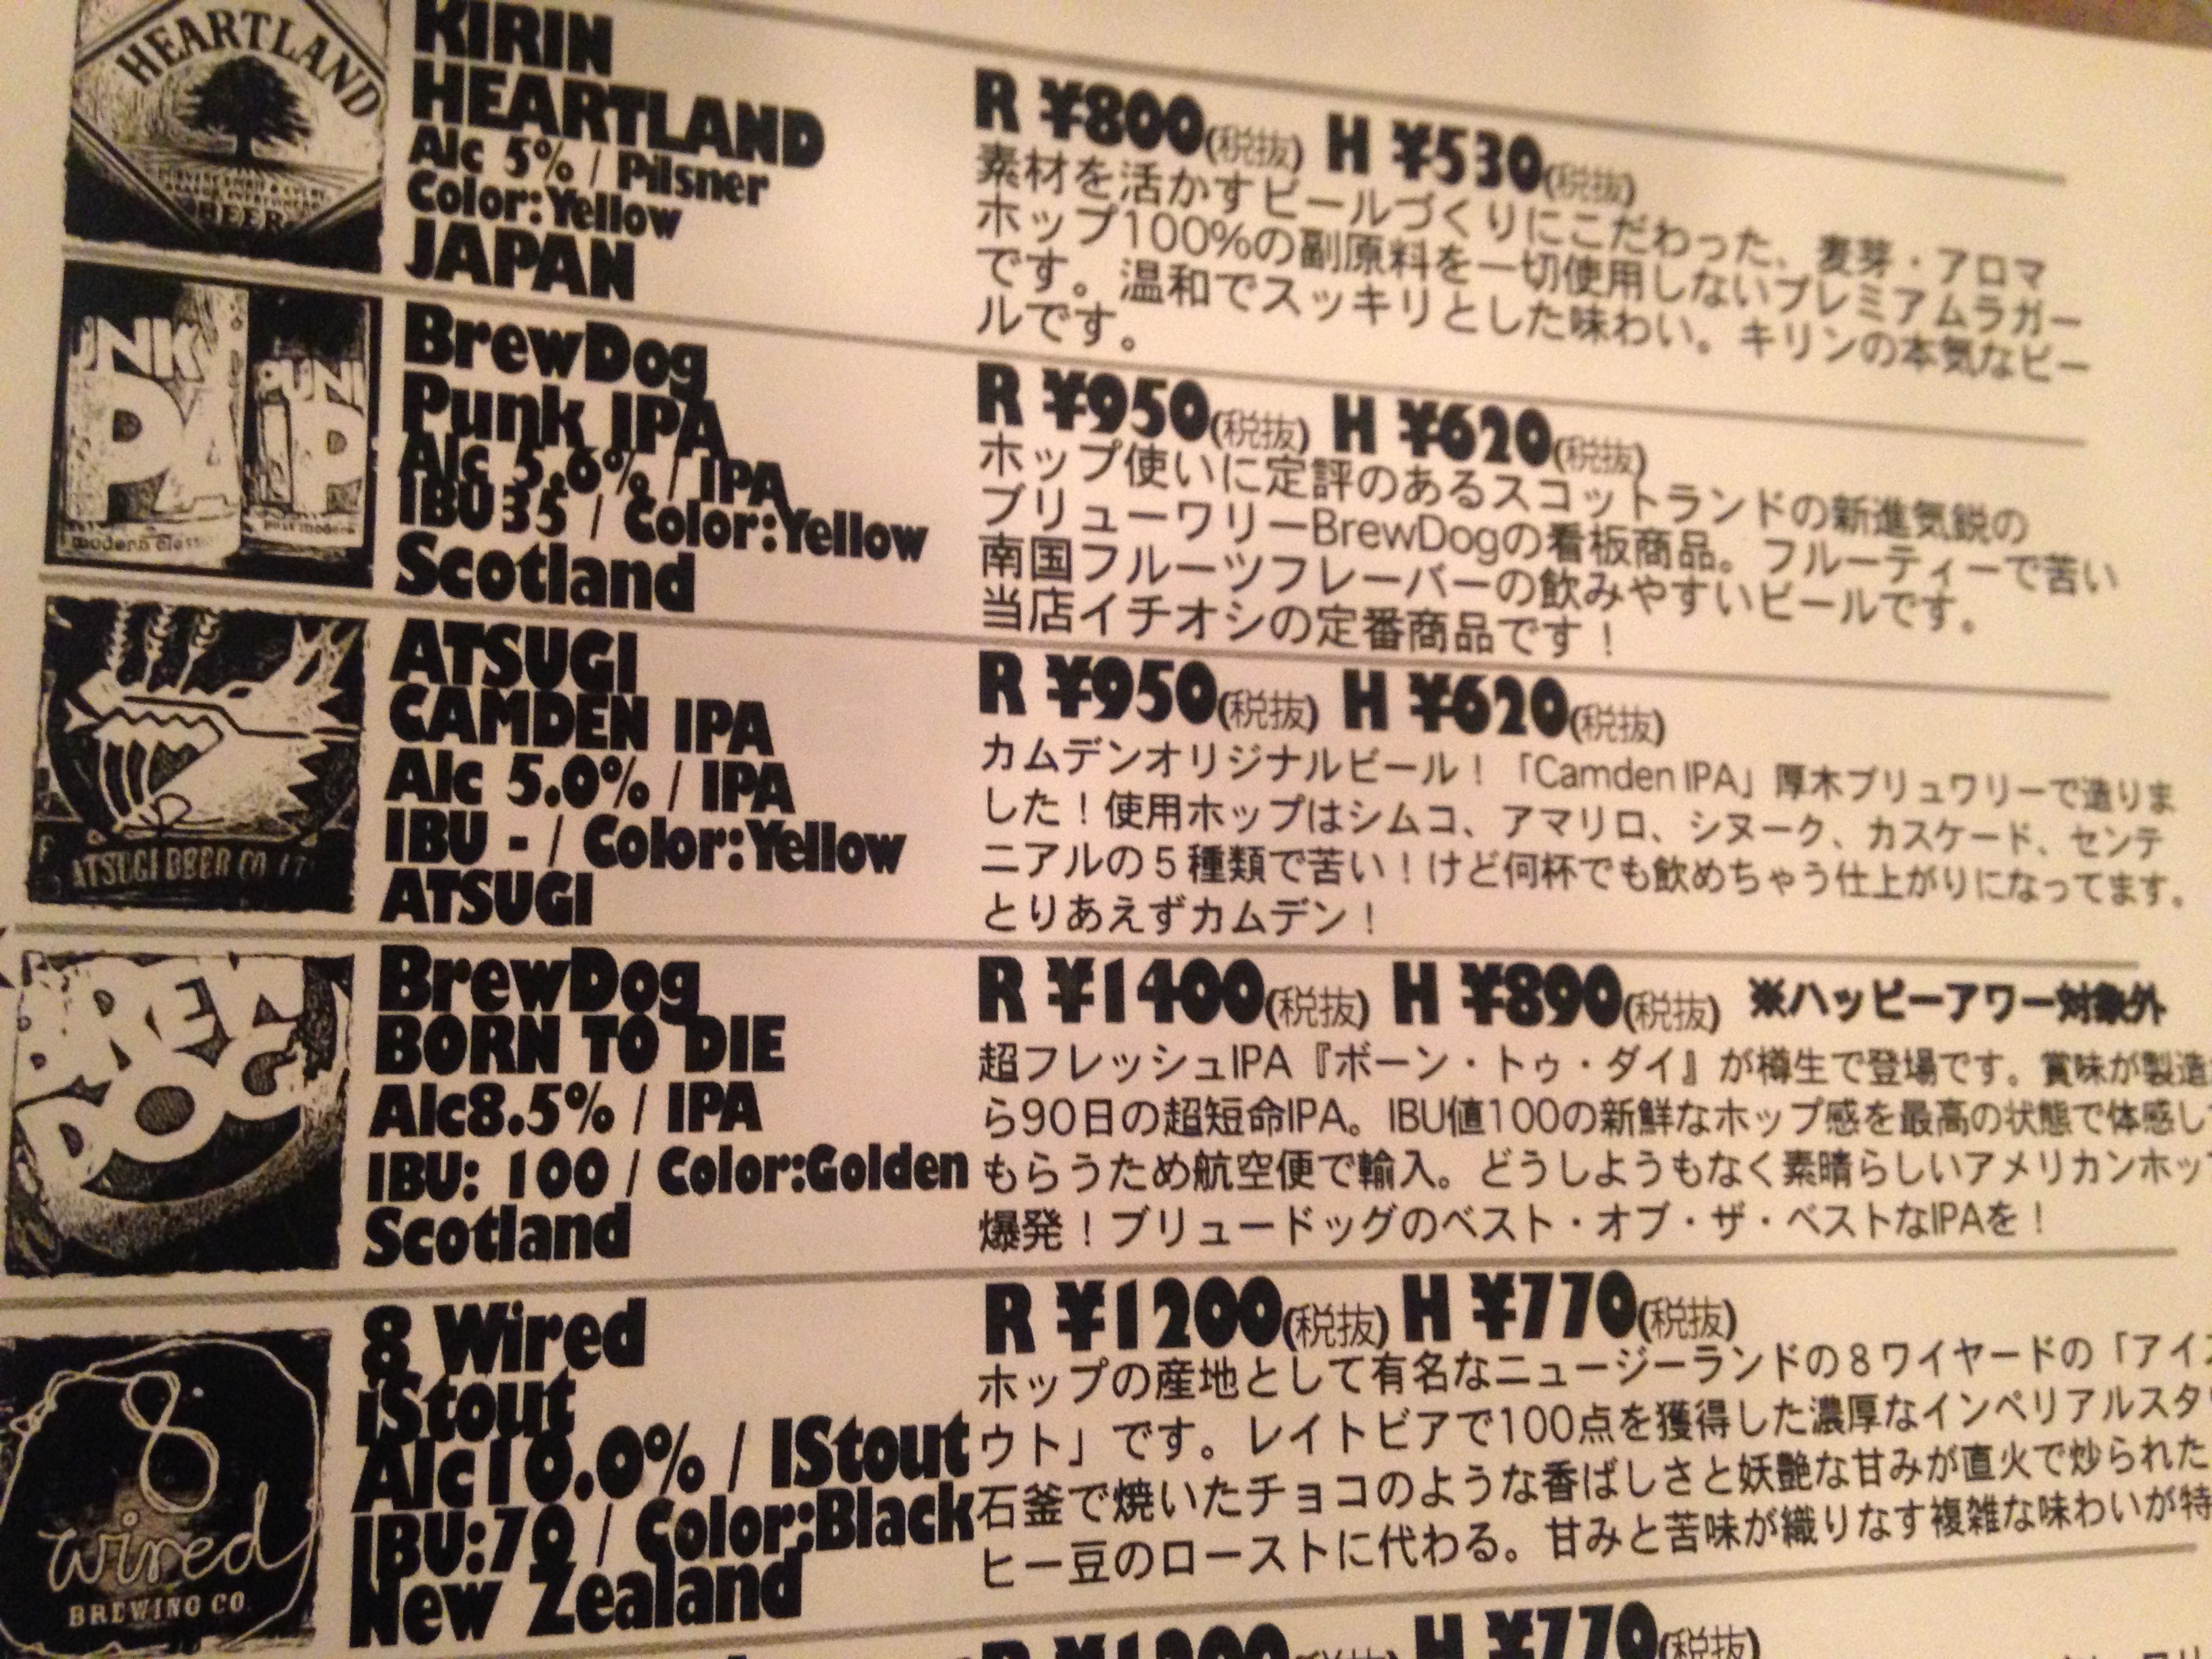 HEARTLAND
BEER
KIRIN
HEARTLAND
Alc 5% / Pilsner
Color:Yellow
JAPAN
R ¥800(税抜) H ¥530(税抜)
素材を活かすビールづくりにこだわった、麦芽・アロマ
ホップ100%の副原料を一切使用しないプレミアムラガー
です。温和でスッキリとした味わい。キリンの本気なビー
ルです。
BrewDog
Punk IPA
Alc 5.6% / IPA
IBU 35 / Color:Yellow
Scotland
R ¥950(税抜) H ¥620(税抜)
ホップ使いに定評のあるスコットランドの新進気鋭の
ブリューワリーBrewDogの看板商品。フルーティーで苦い
南国フルーツフレーバーの飲みやすいビールです。
当店イチオシの定番商品です！
ATSUGI BEER CO
ATSUGI
CAMDEN IPA
Alc 5.0% / IPA
IBU - / Color:Yellow
ATSUGI
R ¥950(税抜) H ¥620(税抜)
カムデンオリジナルビール！「Camden IPA」厚木ブリュワリーで造りま
した！使用ホップはシムコ、アマリロ、シヌーク、カスケード、センテ
ニアルの５種類で苦い！けど何杯でも飲めちゃう仕上がりになってます。
とりあえずカムデン！
BREW
DOG
BrewDog
BORN TO DIE
Alc8.5% / IPA
IBU: 100 / Color:Golden
Scotland
R ¥1400(税抜) H ¥890(税抜) ※ハッピーアワー対象外
超フレッシュIPA『ボーン・トゥ・ダイ』が樽生で登場です。賞味が製造
ら90日の超短命IPA。IBU値100の新鮮なホップ感を最高の状態で体感し
もらうため航空便で輸入。どうしようもなく素晴らしいアメリカンホッ
爆発！ブリュードッグのベスト・オブ・ザ・ベストなIPAを！
8
wired
BREWING CO.
8 Wired
iStout
Alc10.0% / IStout
IBU:70 / Color:Black
New Zealand
R ¥1200(税抜) H ¥770(税抜)
ホップの産地として有名なニュージーランドの８ワイヤードの「アイ
ウト」です。レイトビアで100点を獲得した濃厚なインペリアルスタ
石釜で焼いたチョコのような香ばしさと妖艶な甘みが直火で炒られた
ヒー豆のローストに代わる。甘みと苦味が織りなす複雑な味わいが特
R ¥1200(税抜) H ¥770(税抜)